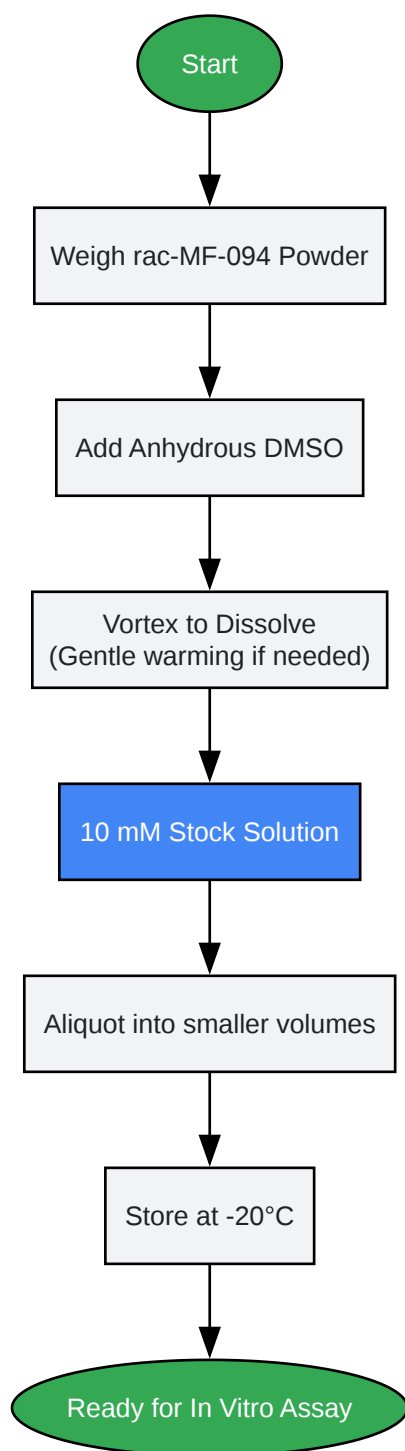 Start
Weigh rac-MF-094 Powder
Add Anhydrous DMSO
Vortex to Dissolve
(Gentle warming if needed)
10 mM Stock Solution
Aliquot into smaller volumes
Store at -20°C
Ready for In Vitro Assay